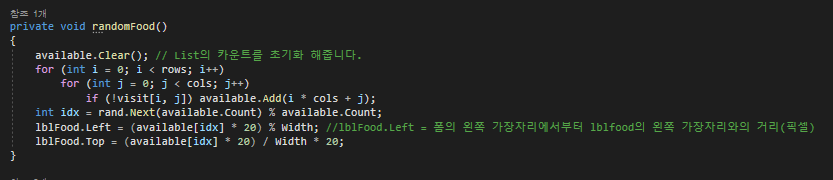 참조 1개
private void randomFood()
{
available.Clear(); // List의 카운트를 초기화 해줍니다.
for (int i = 0; i < rows; i++)
for (int j = 0; j < cols; j++)
if (!visit[i, j]) available.Add(i * cols + j);
int idx = rand.Next(available.Count) % available.Count;
lblFood.Left = (available[idx] * 20) % Width; //lblFood.Left = 폼의 왼쪽 가장자리에서부터 lblfood의 왼쪽 가장자리와의 거리(픽셀)
lblFood.Top = (available[idx] * 20) / Width * 20;
}